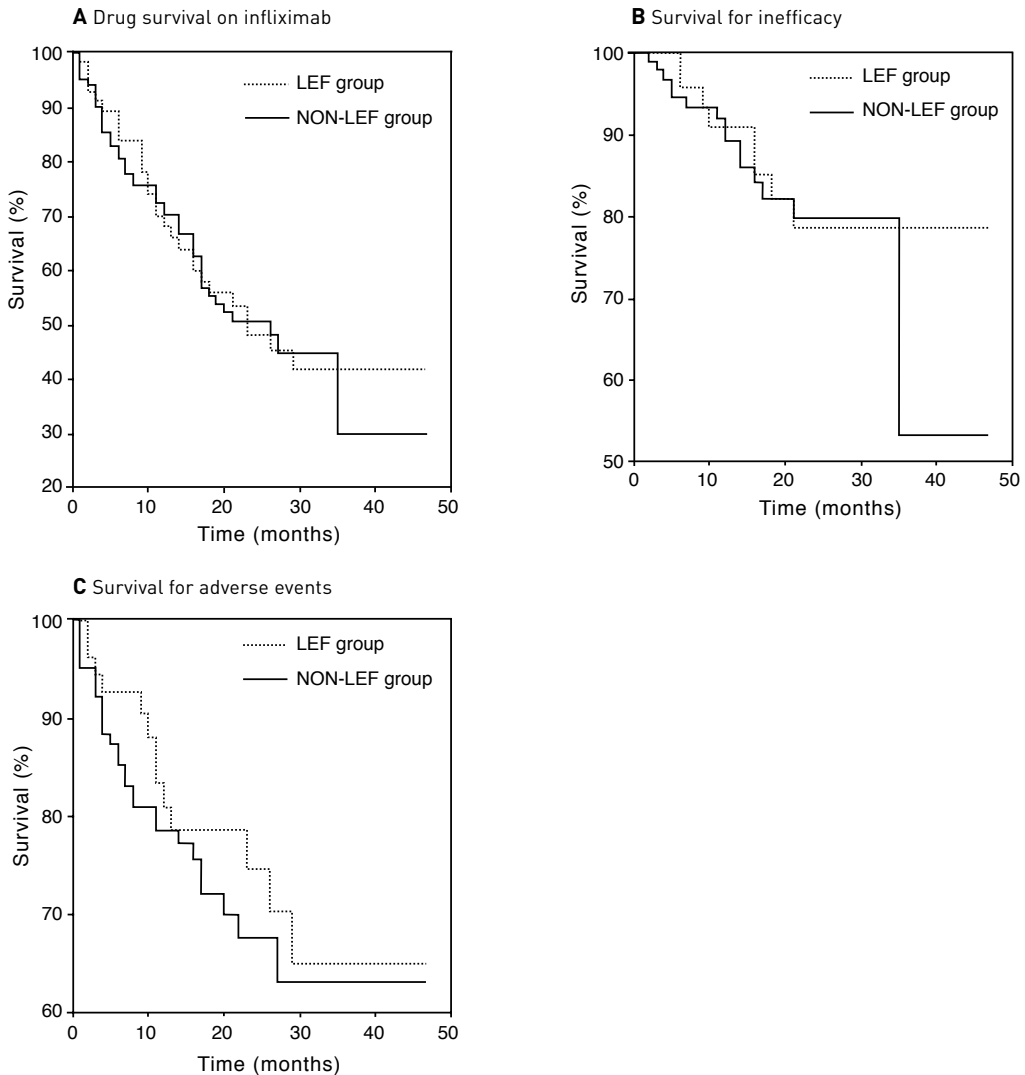 A Drug survival on infliximab
100
90
80
70
60
50
40
30
20
Survival (%)
LEF group
NON-LEF group
0 10 20 30 40 50
Time (months)
B Survival for inefficacy
100
90
80
70
60
50
Survival (%)
LEF group
NON-LEF group
0 10 20 30 40 50
Time (months)
C Survival for adverse events
100
90
80
70
60
Survival (%)
LEF group
NON-LEF group
0 10 20 30 40 50
Time (months)